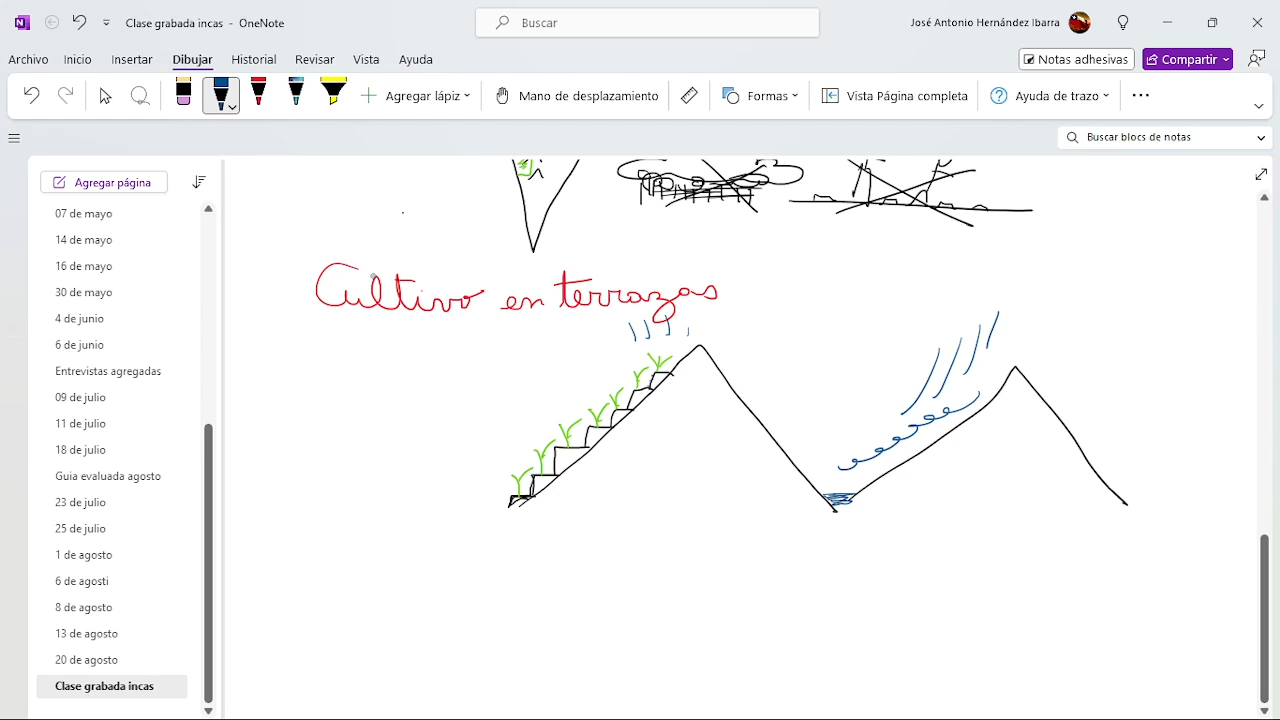 Clase grabada incas - OneNote
Buscar
José Antonio Hernández Ibarra
Archivo Inicio Insertar Dibujar Historial Revisar Vista Ayuda
Notas adhesivas
Compartir
Agregar lápiz
Mano de desplazamiento
Formas
Vista Página completa
Ayuda de trazo
Buscar blocs de notas
Agregar página
07 de mayo
14 de mayo
16 de mayo
30 de mayo
4 de junio
6 de junio
Entrevistas agregadas
09 de julio
11 de julio
18 de julio
Guia evaluada agosto
23 de julio
25 de julio
1 de agosto
6 de agosti
8 de agosto
13 de agosto
20 de agosto
Clase grabada incas
Cultivo en terrazas